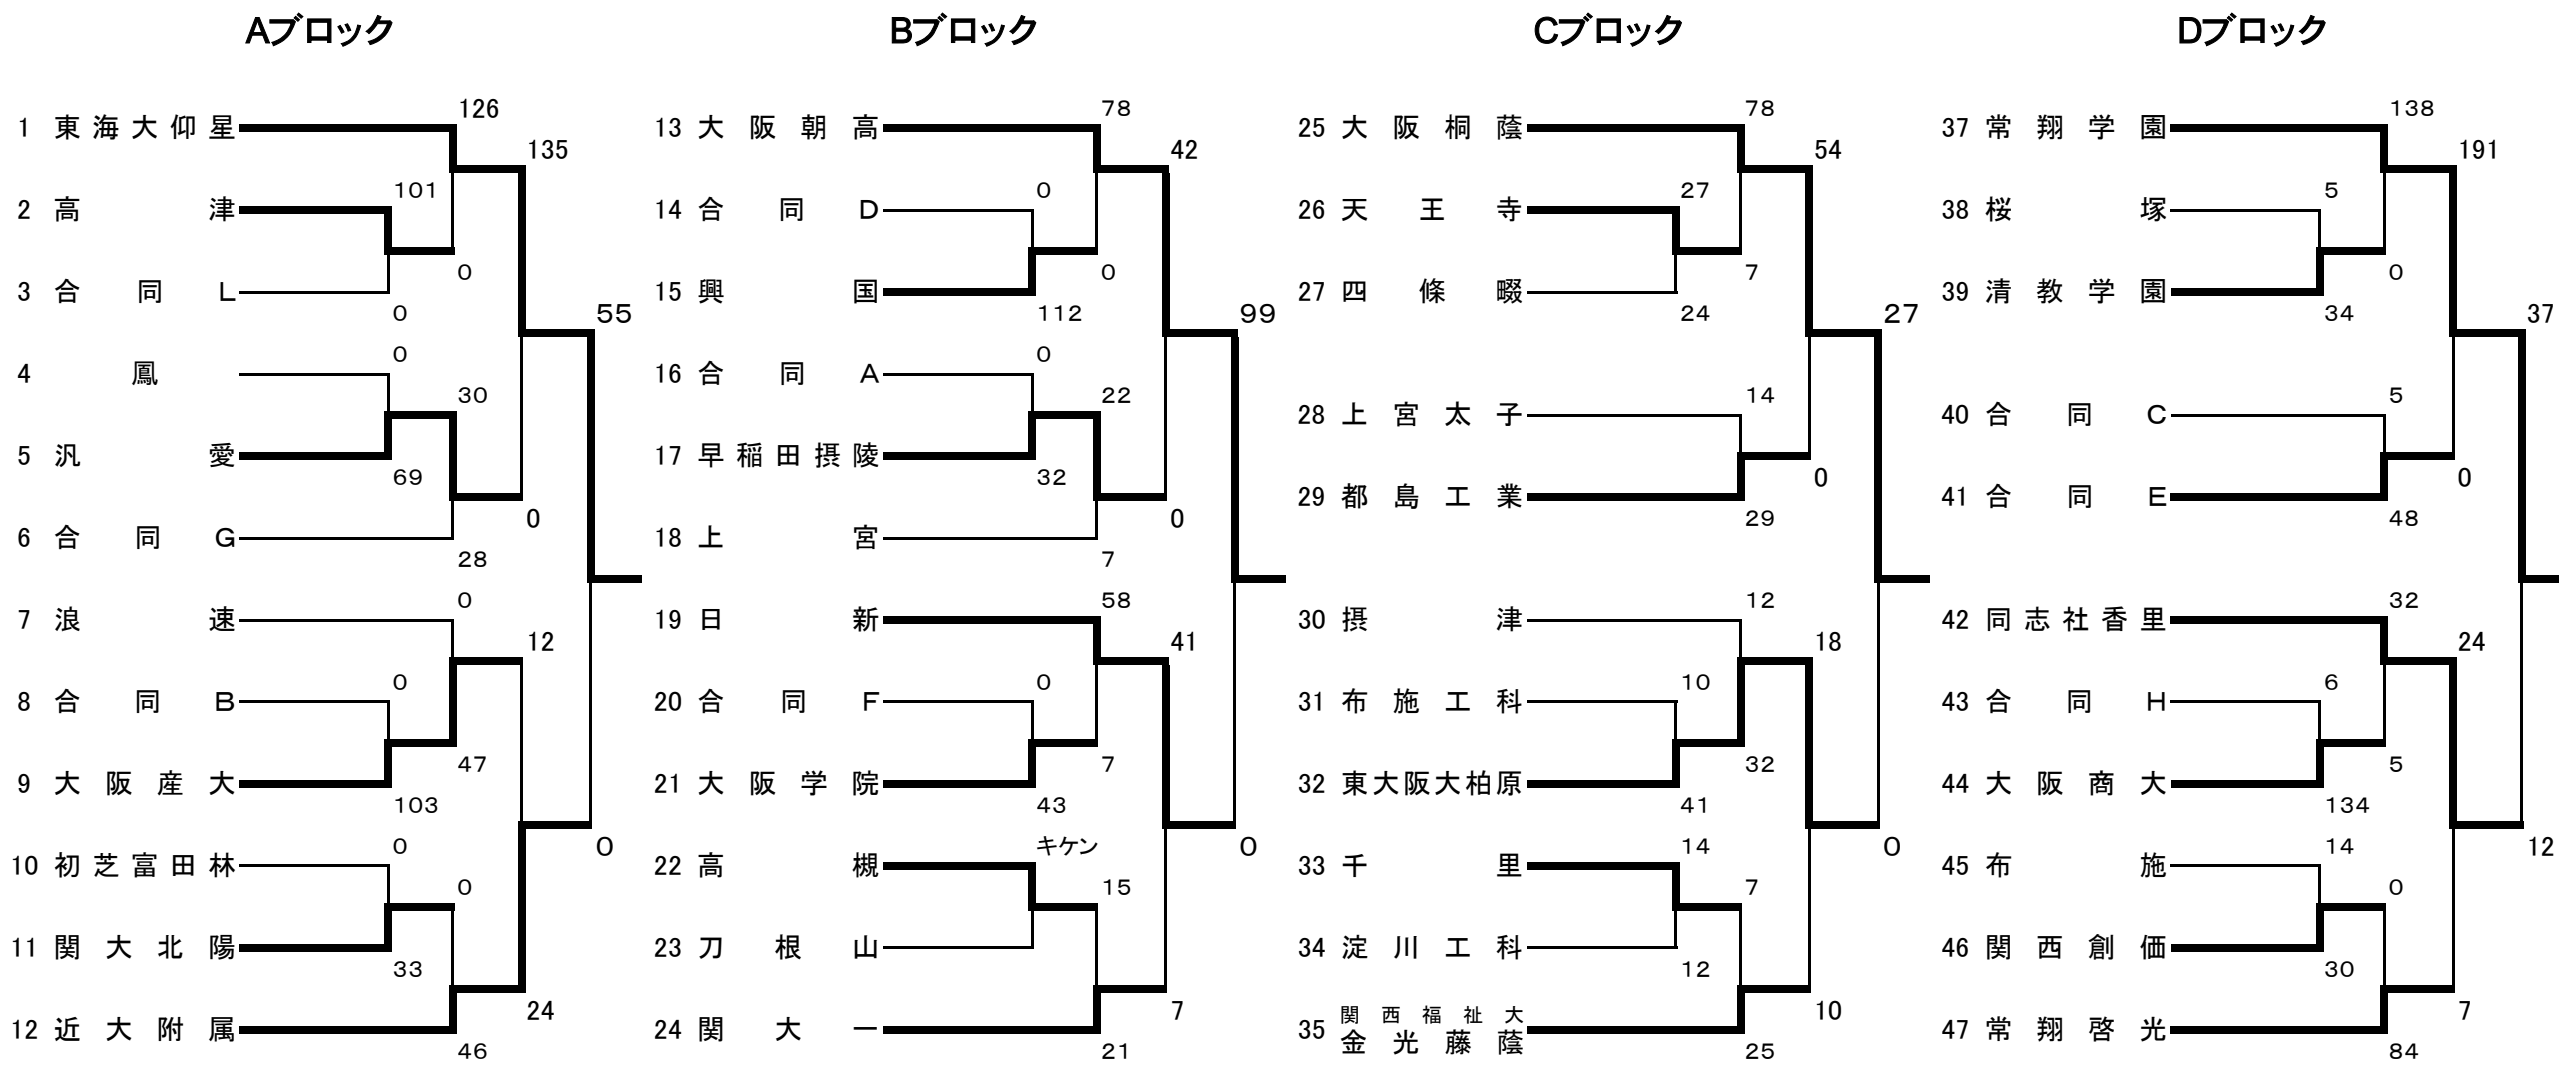 Aブロック
126
1 東海大仰星
135
101
2 高津
0
3 合同L
0
55
0
4 鳳
30
5 汎愛
69
0
6 合同G
28
0
7 浪速
12
0
8 合同B
47
9 大阪産大
103
0
0
10 初芝富田林
0
11 関大北陽
33
24
12 近大附属
46
Bブロック
78
13 大阪朝高
42
0
14 合同D
0
15 興国
112
99
0
16 合同A
22
17 早稲田摂陵
32
0
18 上宮
7
58
19 日新
41
0
20 合同F
7
21 大阪学院
43
キケン
0
22 高槻
15
23 刀根山
7
24 関大一
21
Cブロック
78
25 大阪桐蔭
54
27
26 天王寺
7
27 四條畷
24
27
14
28 上宮太子
0
29 都島工業
29
12
30 摂津
18
10
31 布施工科
32
32 東大阪大柏原
41
14
0
33 千里
7
34 淀川工科
12
10
関西福祉大
35 金光藤蔭
25
Dブロック
138
37 常翔学園
191
5
38 桜塚
0
39 清教学園
34
37
5
40 合同C
0
41 合同E
48
32
42 同志社香里
24
6
43 合同H
5
44 大阪商大
134
14
12
45 布施
0
46 関西創価
30
7
47 常翔啓光
84